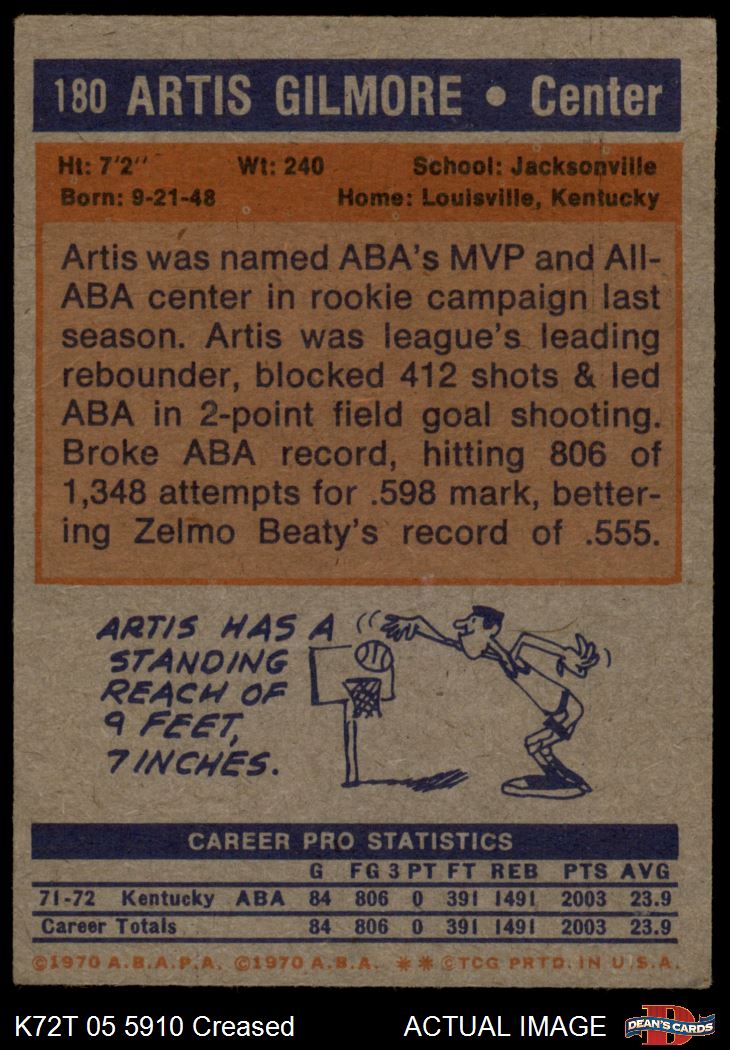 180 ARTIS GILMORE • Center
Ht: 7'2" Wt: 240 School: Jacksonville
Born: 9-21-48 Home: Louisville, Kentucky
Artis was named ABA's MVP and All-
ABA center in rookie campaign last
season. Artis was league's leading
rebounder, blocked 412 shots & led
ABA in 2-point field goal shooting.
Broke ABA record, hitting 806 of
1,348 attempts for .598 mark, better-
ing Zelmo Beaty's record of .555.
ARTIS HAS A
STANDING
REACH OF
9 FEET,
7 INCHES.
CAREER PRO STATISTICS
G FG 3 PT FT REB PTS AVG
71-72 Kentucky ABA 84 806 0 391 1491 2003 23.9
Career Totals 84 806 0 391 1491 2003 23.9
©1970 A.B.A.P.A. ©1970 A.B.A. ** ©TCG PRTD. IN U.S.A.
K72T 05 5910 Creased ACTUAL IMAGE DEAN'S CARDS